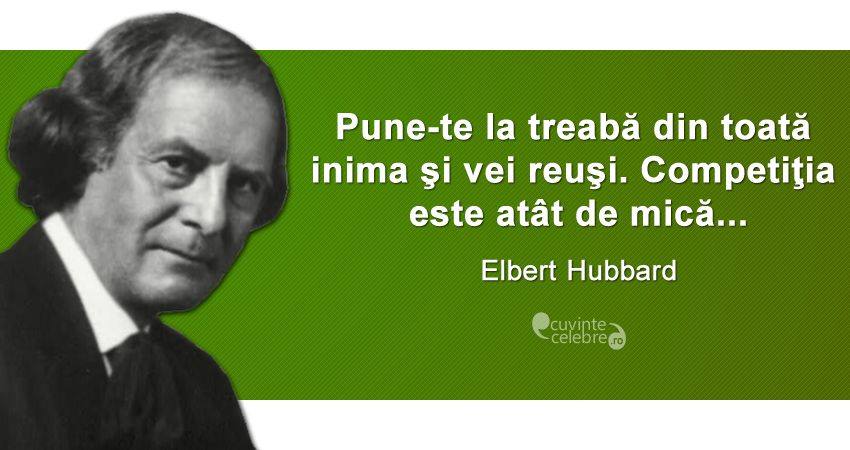 Pune-te la treabă din toată
inima şi vei reuşi. Competiţia
este atât de mică...
Elbert Hubbard
cuvinte
celebre.ro